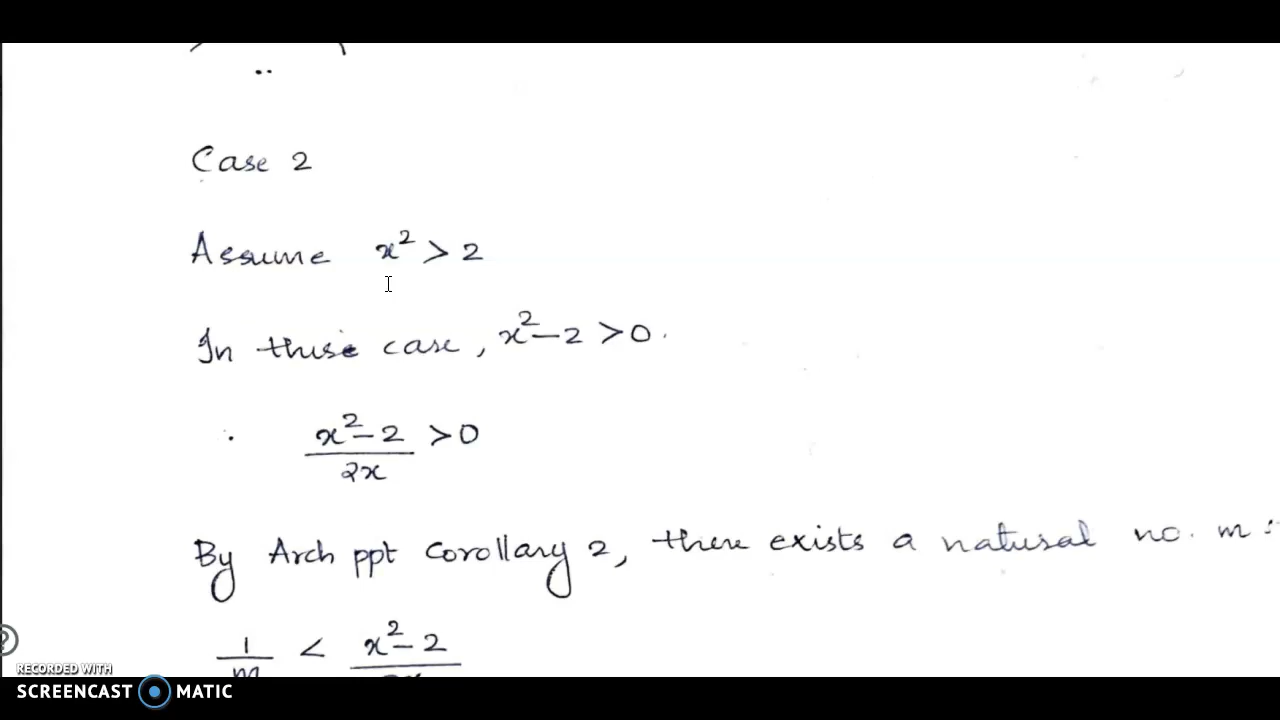 Case 2
Assume x² > 2
In this case, x² - 2 > 0.
∴ x² - 2 / 2x > 0
By Arch ppt Corollary 2, there exists a natural no. m :
1/m < x² - 2
RECORDED WITH
SCREENCAST MATIC